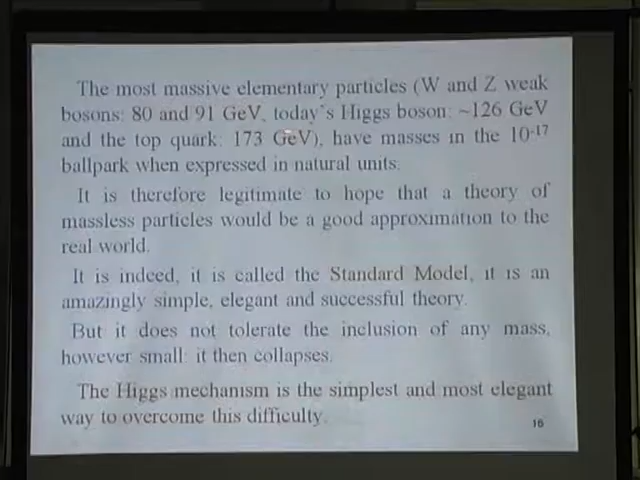 The most massive elementary particles (W and Z weak
bosons: 80 and 91 GeV, today's Higgs boson: ~126 GeV
and the top quark: 173 GeV), have masses in the 10-17
ballpark when expressed in natural units.
It is therefore legitimate to hope that a theory of
massless particles would be a good approximation to the
real world.
It is indeed, it is called the Standard Model, it is an
amazingly simple, elegant and successful theory.
But it does not tolerate the inclusion of any mass,
however small: it then collapses.
The Higgs mechanism is the simplest and most elegant
way to overcome this difficulty.
16